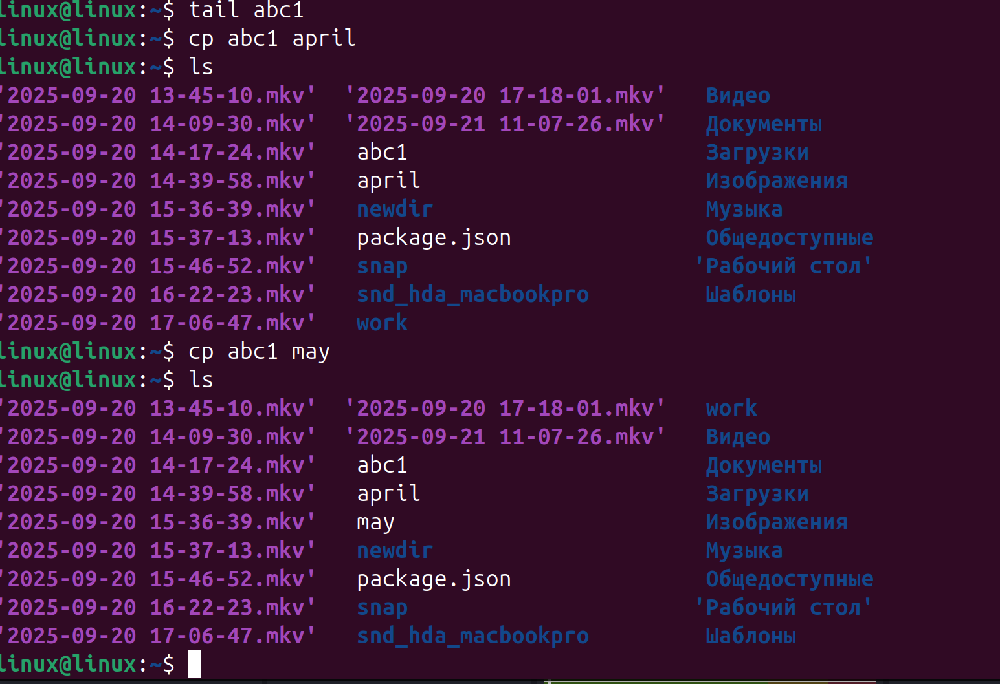 linux@linux:~$ tail abc1
linux@linux:~$ cp abc1 april
linux@linux:~$ ls
'2025-09-20 13-45-10.mkv' '2025-09-20 17-18-01.mkv' Видео
'2025-09-20 14-09-30.mkv' '2025-09-21 11-07-26.mkv' Документы
'2025-09-20 14-17-24.mkv' abc1 Загрузки
'2025-09-20 14-39-58.mkv' april Изображения
'2025-09-20 15-36-39.mkv' newdir Музыка
'2025-09-20 15-37-13.mkv' package.json Общедоступные
'2025-09-20 15-46-52.mkv' snap 'Рабочий стол'
'2025-09-20 16-22-23.mkv' snd_hda_macbookpro Шаблоны
'2025-09-20 17-06-47.mkv' work
linux@linux:~$ cp abc1 may
linux@linux:~$ ls
'2025-09-20 13-45-10.mkv' '2025-09-20 17-18-01.mkv' work
'2025-09-20 14-09-30.mkv' '2025-09-21 11-07-26.mkv' Видео
'2025-09-20 14-17-24.mkv' abc1 Документы
'2025-09-20 14-39-58.mkv' april Загрузки
'2025-09-20 15-36-39.mkv' may Изображения
'2025-09-20 15-37-13.mkv' newdir Музыка
'2025-09-20 15-46-52.mkv' package.json Общедоступные
'2025-09-20 16-22-23.mkv' snap 'Рабочий стол'
'2025-09-20 17-06-47.mkv' snd_hda_macbookpro Шаблоны
linux@linux:~$